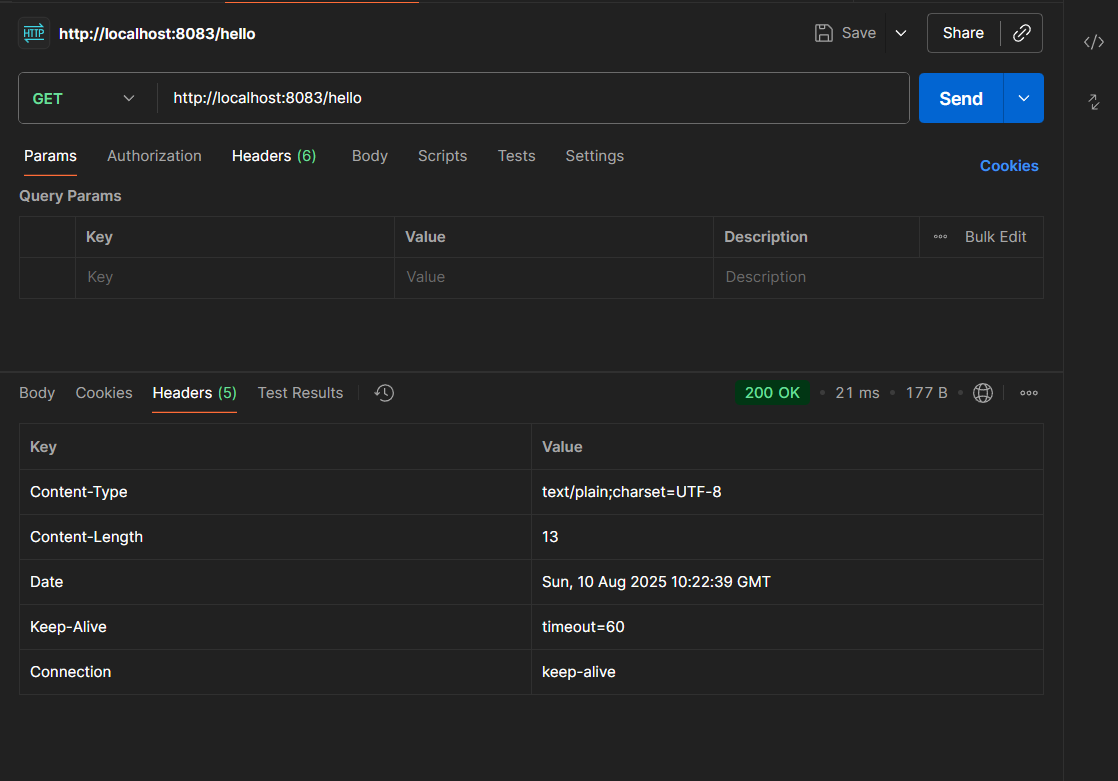 HTTP http://localhost:8083/hello Save Share
GET http://localhost:8083/hello Send
Params Authorization Headers (6) Body Scripts Tests Settings Cookies
Query Params
Key Value Description Bulk Edit
Key Value Description
Body Cookies Headers (5) Test Results 200 OK 21 ms 177 B
Key Value
Content-Type text/plain;charset=UTF-8
Content-Length 13
Date Sun, 10 Aug 2025 10:22:39 GMT
Keep-Alive timeout=60
Connection keep-alive